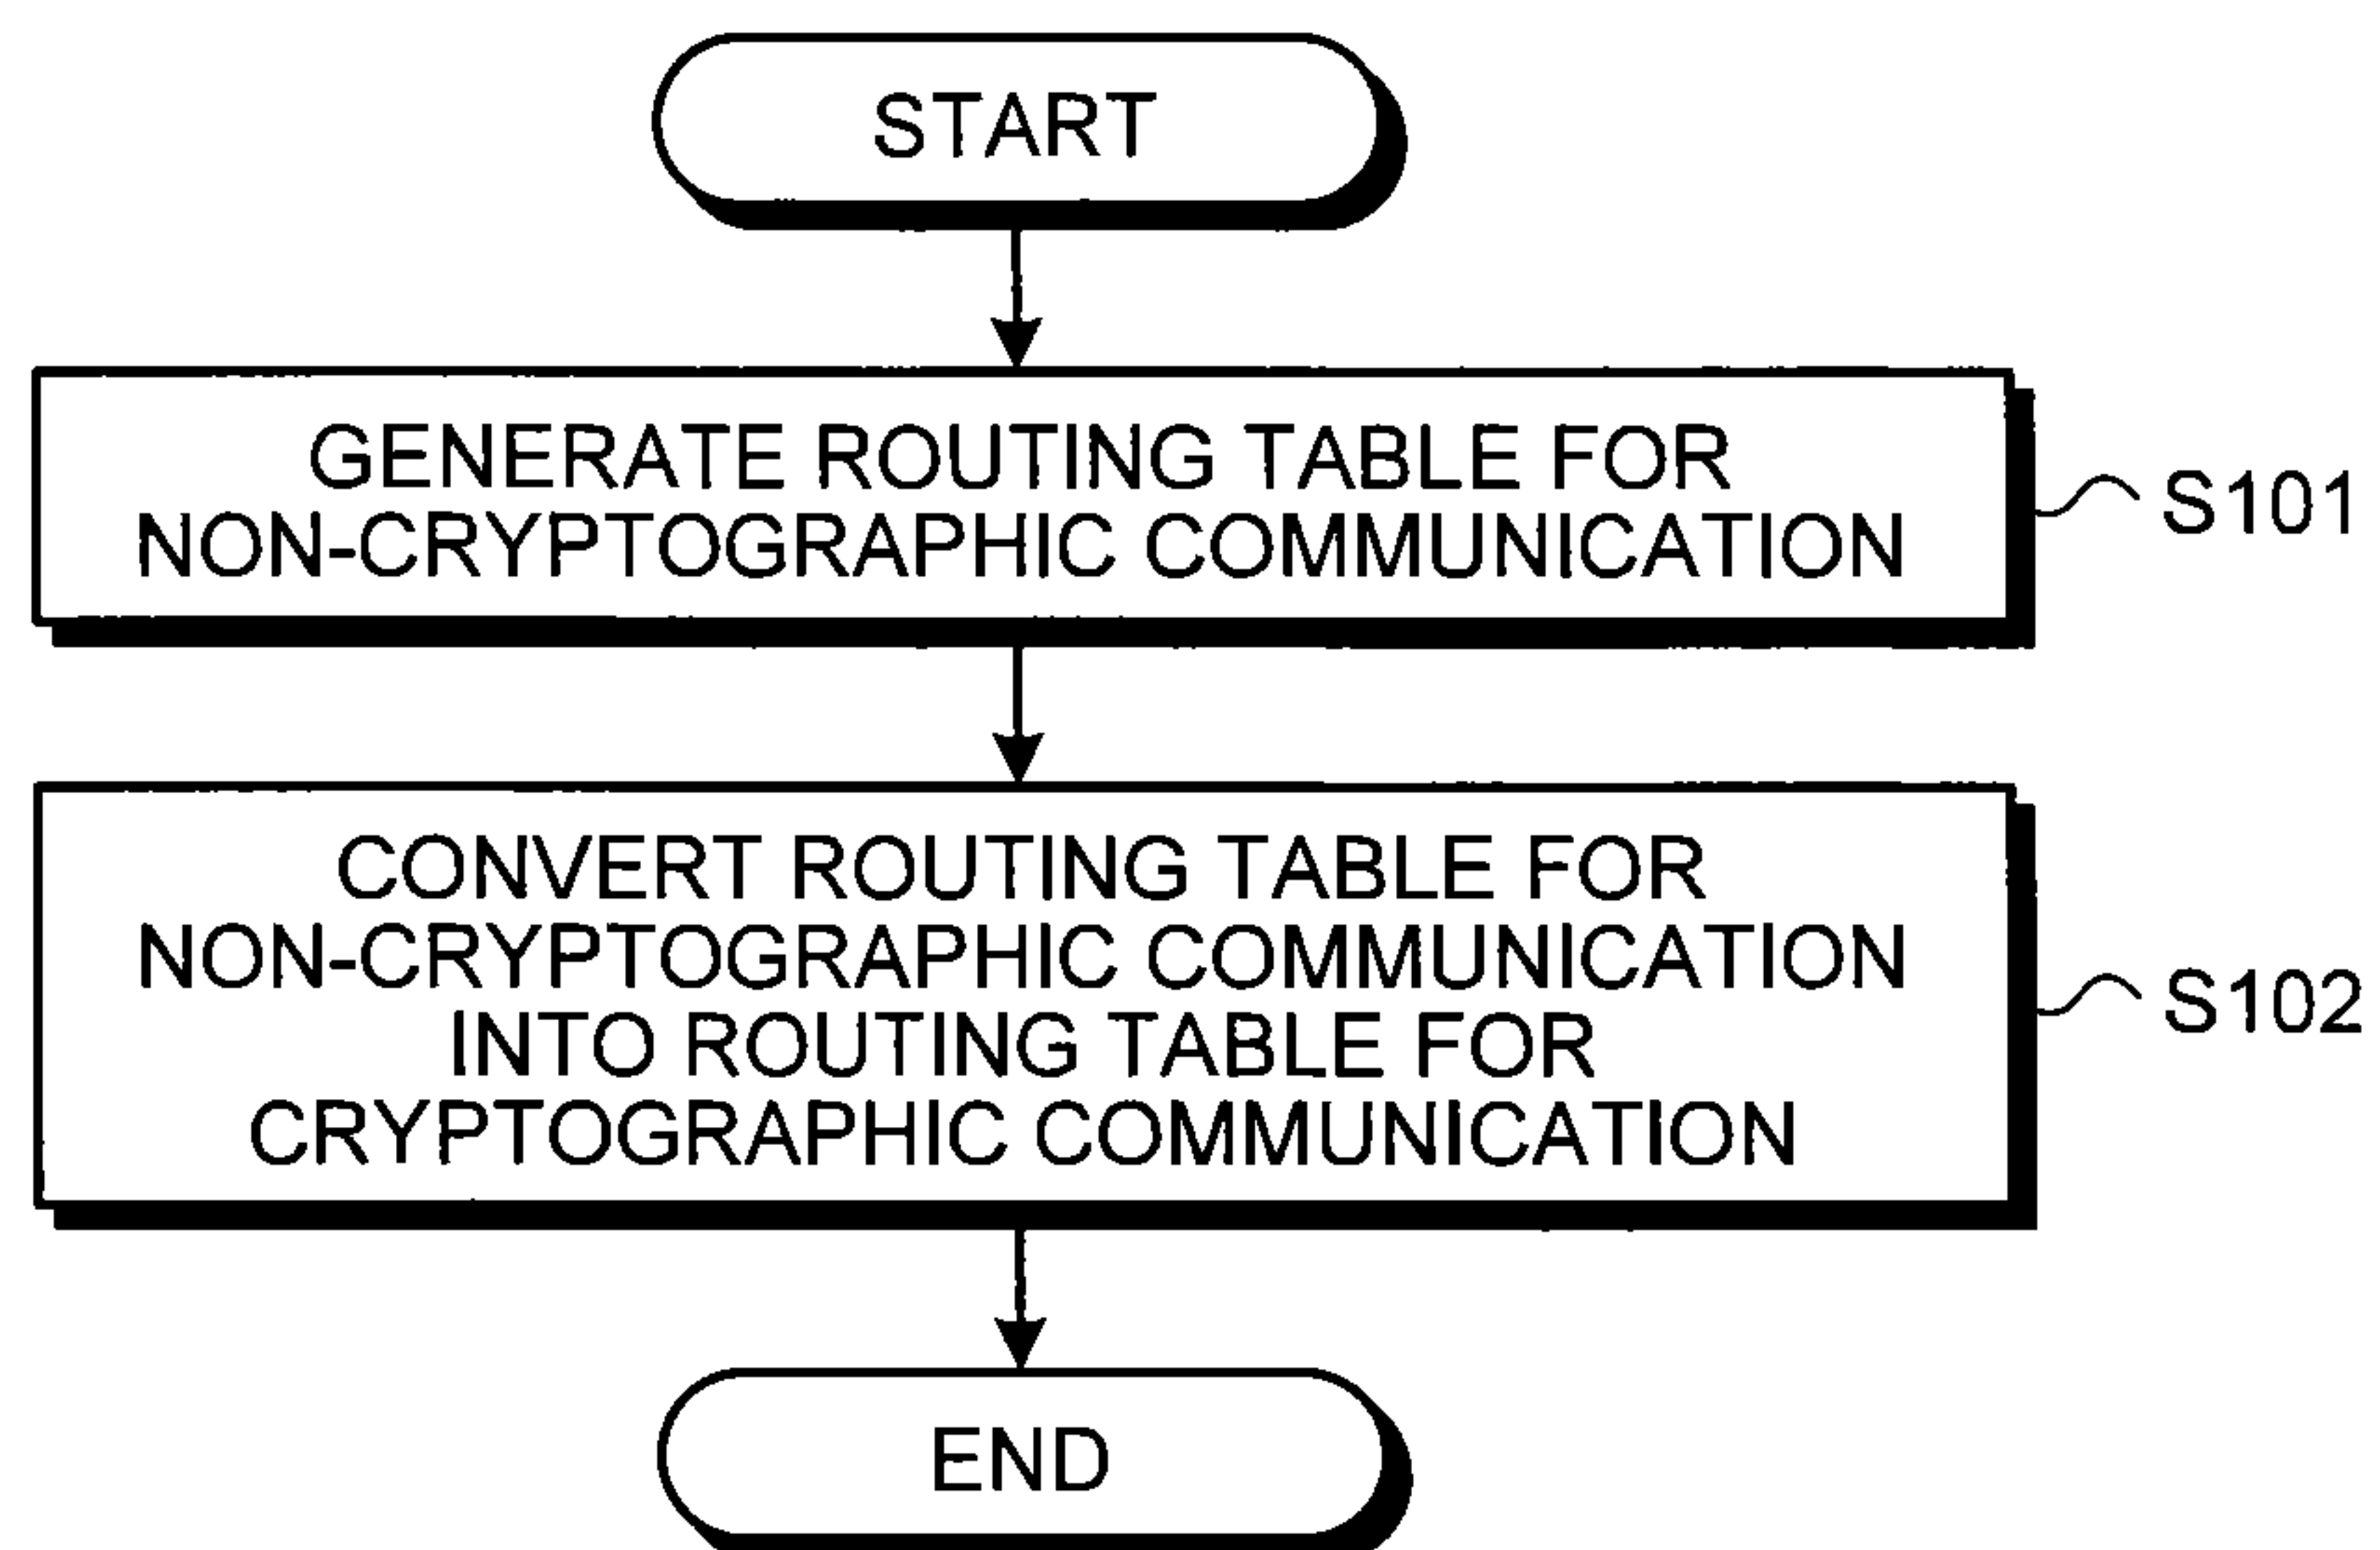 START
GENERATE ROUTING TABLE FOR
NON-CRYPTOGRAPHIC COMMUNICATION
S101
CONVERT ROUTING TABLE FOR
NON-CRYPTOGRAPHIC COMMUNICATION
INTO ROUTING TABLE FOR
CRYPTOGRAPHIC COMMUNICATION
S102
END